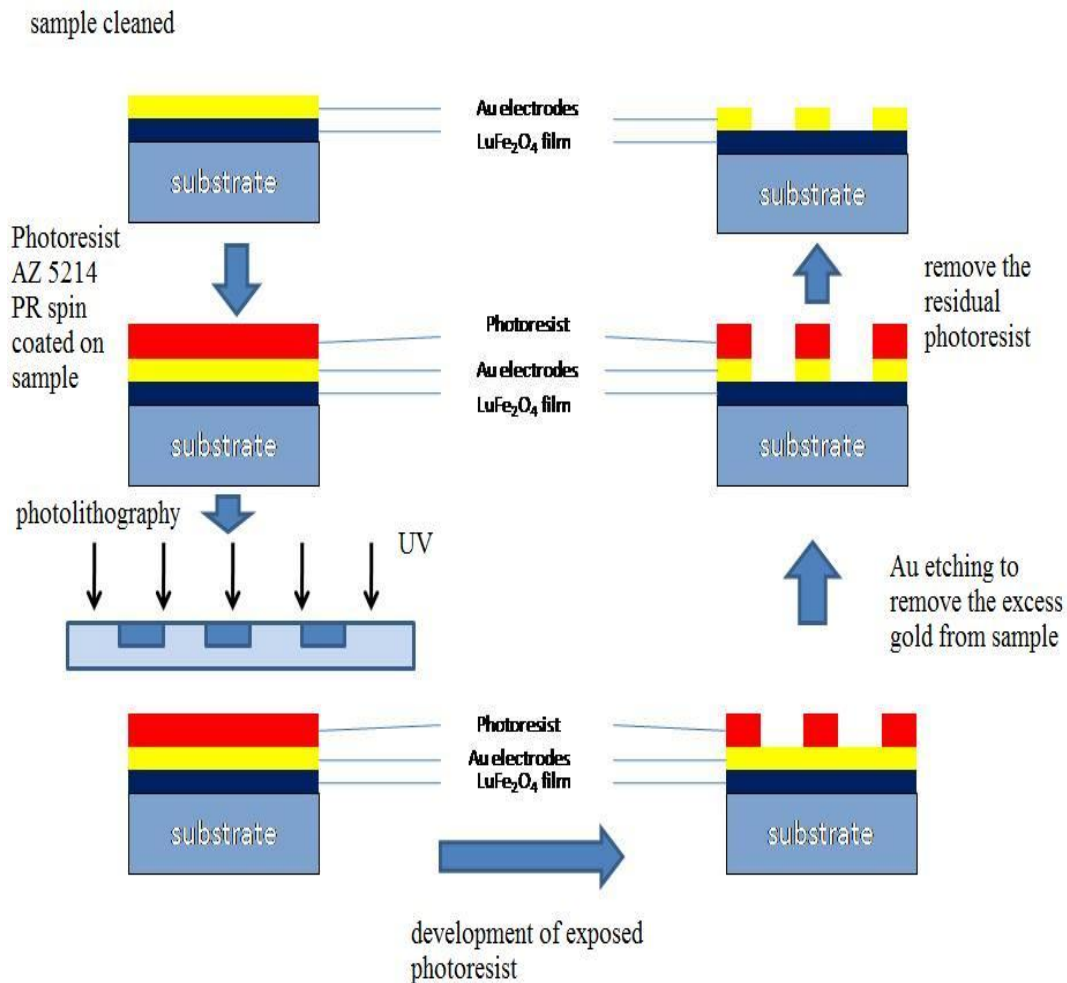 sample cleaned
Au electrodes
LuFe₂O₄ film
substrate
substrate
Photoresist
AZ 5214
PR spin
coated on
sample
remove the
residual
photoresist
Photoresist
Au electrodes
LuFe₂O₄ film
substrate
substrate
photolithography
UV
Au etching to
remove the excess
gold from sample
Photoresist
Au electrodes
LuFe₂O₄ film
substrate
substrate
development of exposed
photoresist